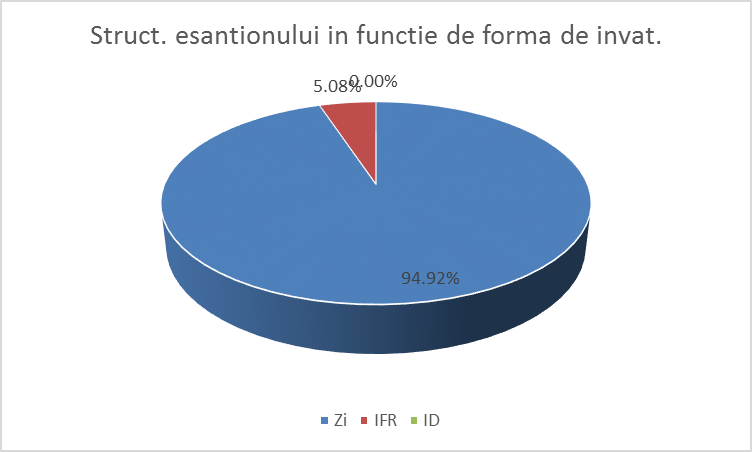 Struct. esantionului in functie de forma de invat.
5.08%
0.00%
94.92%
Zi IFR ID